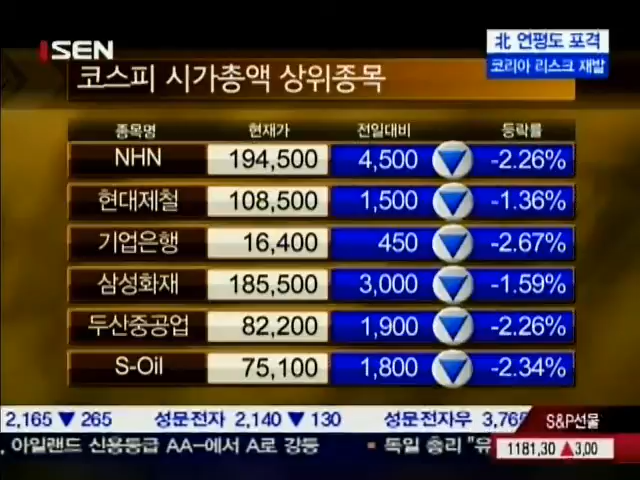 SEN
北 연평도 포격
코리아 리스크 재발
코스피 시가총액 상위종목
종목명 현재가 전일대비 등락률
NHN 194,500 4,500 ▼ -2.26%
현대제철 108,500 1,500 ▼ -1.36%
기업은행 16,400 450 ▼ -2.67%
삼성화재 185,500 3,000 ▼ -1.59%
두산중공업 82,200 1,900 ▼ -2.26%
S-Oil 75,100 1,800 ▼ -2.34%
2,165 ▼ 265 성문전자 2,140 ▼ 130 성문전자우 3,765 S&P선물
, 아일랜드 신용등급 AA-에서 A로 강등 ▪ 독일 총리 "유 1181,30 ▲3,00